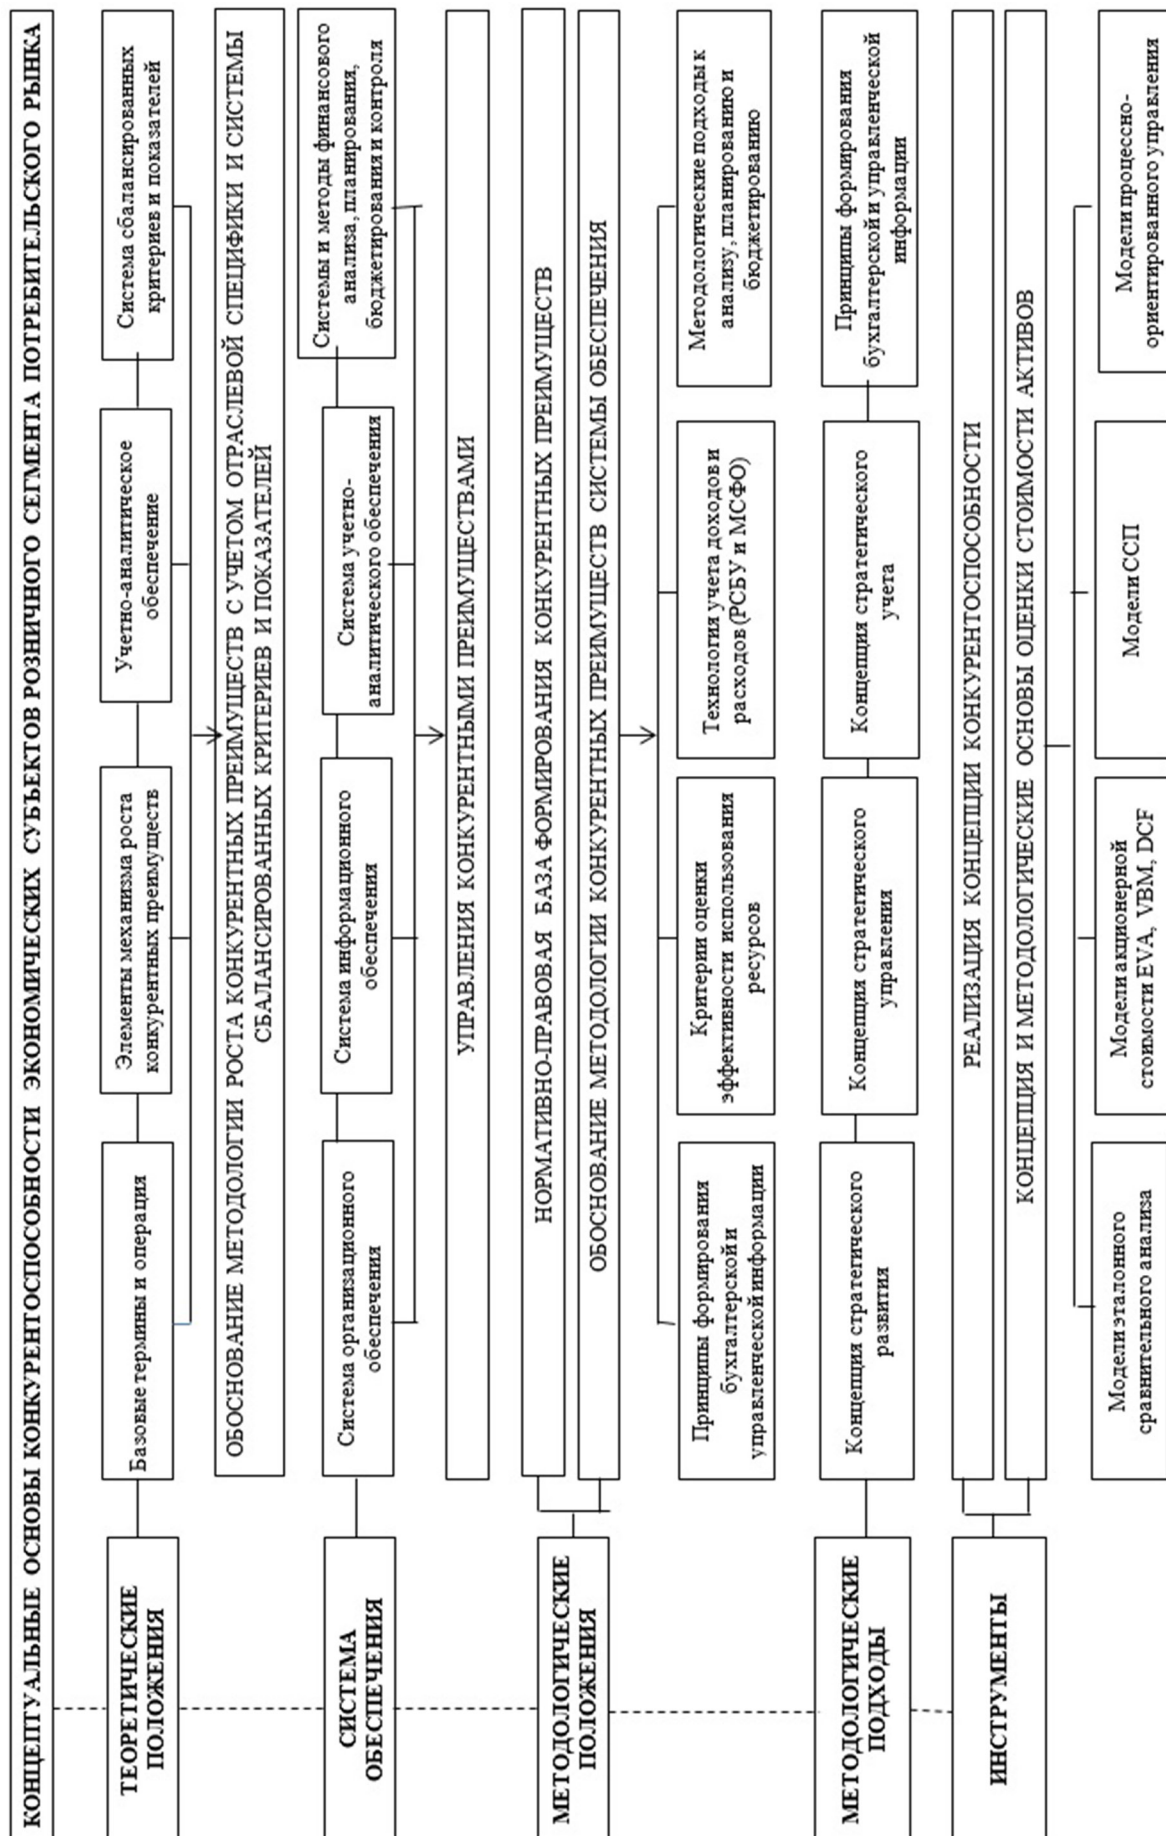 КОНЦЕПТУАЛЬНЫЕ ОСНОВЫ КОНКУРЕНТОСПОСОБНОСТИ ЭКОНОМИЧЕСКИХ СУБЪЕКТОВ РОЗНИЧНОГО СЕГМЕНТА ПОТРЕБИТЕЛЬСКОГО РЫНКА
ТЕОРЕТИЧЕСКИЕ
ПОЛОЖЕНИЯ
Базовые термины и операция
Элементы механизма роста
конкурентных преимуществ
Учетно-аналитическое
обеспечение
Система сбалансированных
критериев и показателей
ОБОСНОВАНИЕ МЕТОДОЛОГИИ РОСТА КОНКУРЕНТНЫХ ПРЕИМУЩЕСТВ С УЧЕТОМ ОТРАСЛЕВОЙ СПЕЦИФИКИ И СИСТЕМЫ
СБАЛАНСИРОВАННЫХ КРИТЕРИЕВ И ПОКАЗАТЕЛЕЙ
СИСТЕМА
ОБЕСПЕЧЕНИЯ
Система организационного
обеспечения
Система информационного
обеспечения
Система учетно-
аналитического обеспечения
Системы и методы финансового
анализа, планирования,
бюджетирования и контроля
УПРАВЛЕНИЯ КОНКУРЕНТНЫМИ ПРЕИМУЩЕСТВАМИ
МЕТОДОЛОГИЧЕСКИЕ
ПОЛОЖЕНИЯ
НОРМАТИВНО-ПРАВОВАЯ БАЗА ФОРМИРОВАНИЯ КОНКУРЕНТНЫХ ПРЕИМУЩЕСТВ
ОБОСНОВАНИЕ МЕТОДОЛОГИИ КОНКУРЕНТНЫХ ПРЕИМУЩЕСТВ СИСТЕМЫ ОБЕСПЕЧЕНИЯ
Принципы формирования
бухгалтерской и
управленческой информации
Критерии оценки
эффективности использования
ресурсов
Технология учета доходов и
расходов (РСБУ и МСФО)
Методологические подходы к
анализу, планированию и
бюджетированию
МЕТОДОЛОГИЧЕСКИЕ
ПОДХОДЫ
Концепция стратегического
развития
Концепция стратегического
управления
Концепция стратегического
учета
Принципы формирования
бухгалтерской и управленческой
информации
ИНСТРУМЕНТЫ
РЕАЛИЗАЦИЯ КОНЦЕПЦИИ КОНКУРЕНТОСПОСОБНОСТИ
КОНЦЕПЦИЯ И МЕТОДОЛОГИЧЕСКИЕ ОСНОВЫ ОЦЕНКИ СТОИМОСТИ АКТИВОВ
Модели эталонного
сравнительного анализа
Модели акционерной
стоимости EVA, VBM, DCF
Модели ССП
Модели процессно-
ориентированного управления